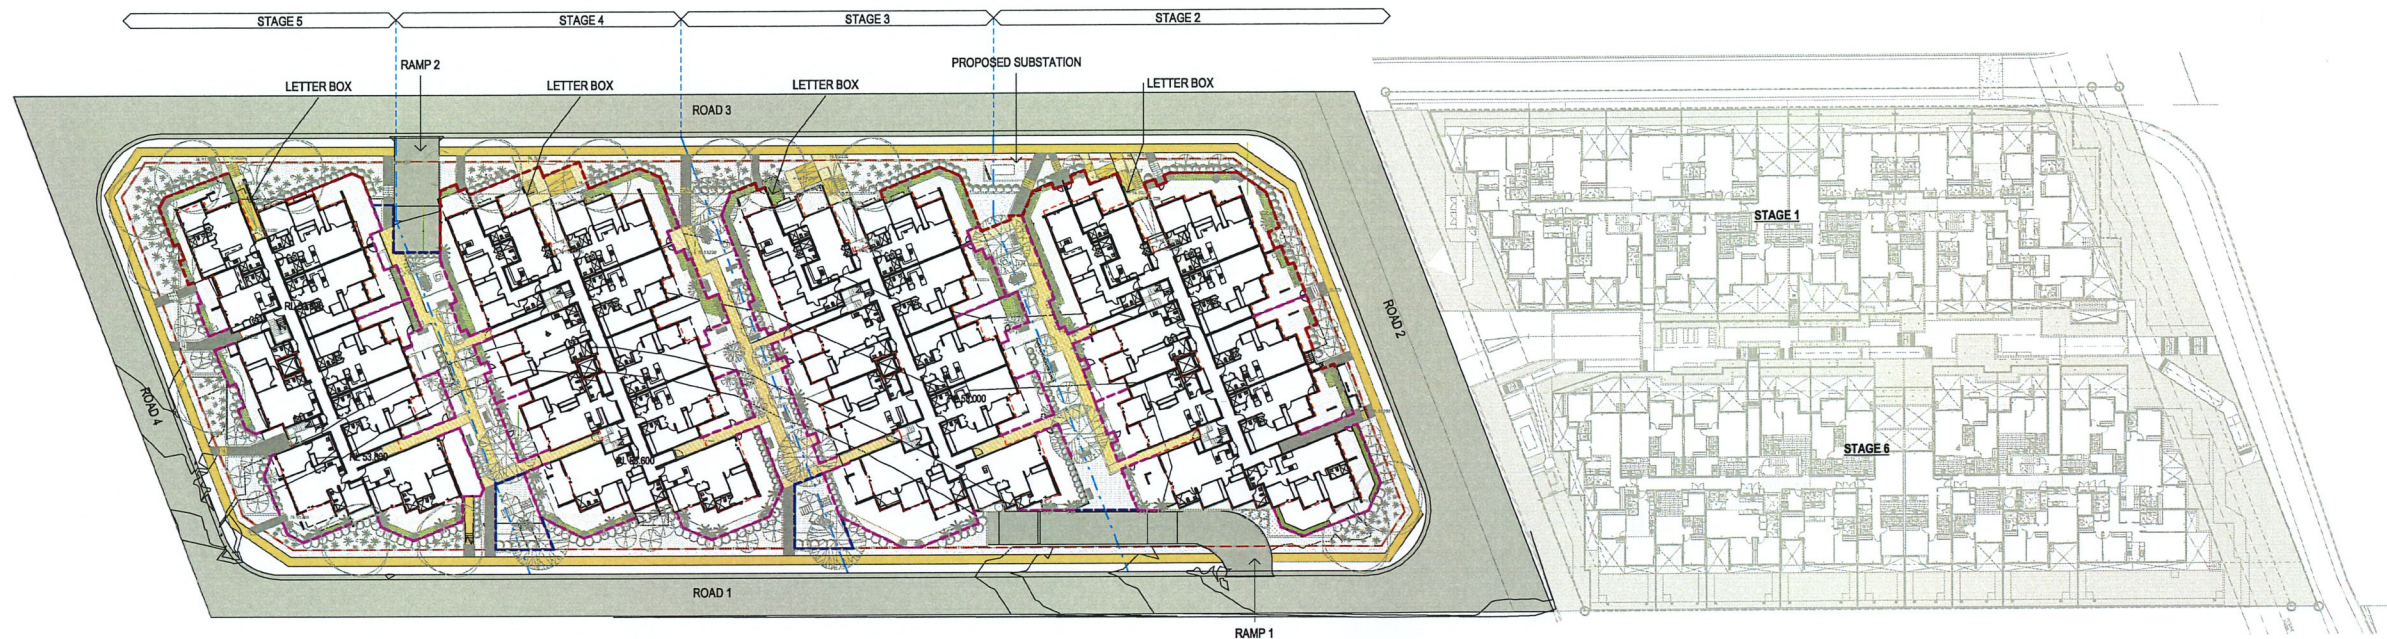 STAGE 5
STAGE 4
STAGE 3
STAGE 2
RAMP 2
PROPOSED SUBSTATION
LETTER BOX
LETTER BOX
LETTER BOX
LETTER BOX
ROAD 3
STAGE 1
ROAD 2
ROAD 4
STAGE 6
ROAD 1
RAMP 1